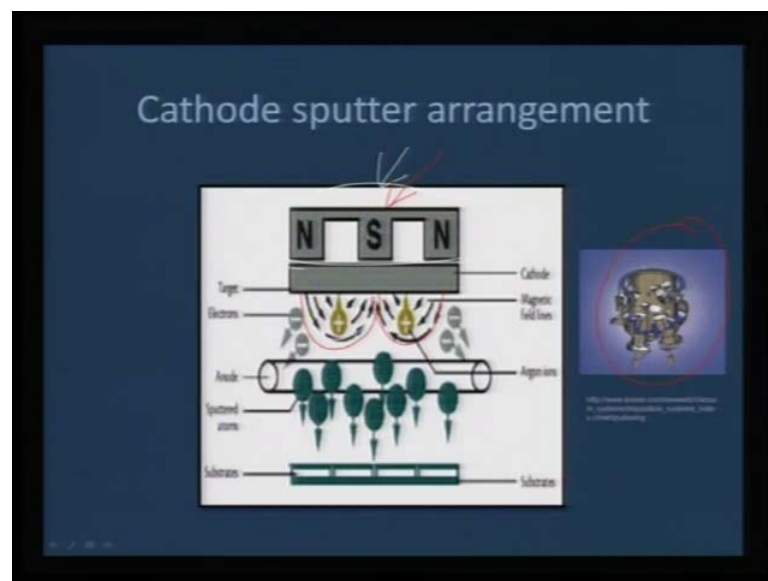 Cathode sputter arrangement
N S N
Target
Cathode
Electrons
Magnetic
field lines
Anode
Argon ions
Sputtered
atoms
Substrates
Substrates